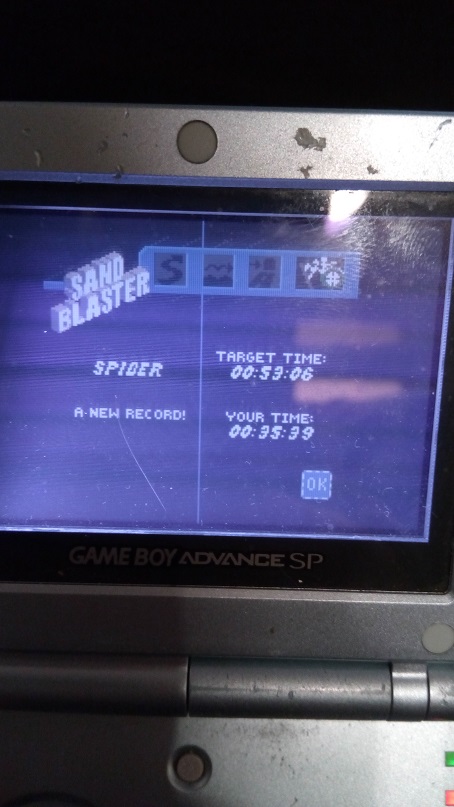 SAND
BLASTER
S
SPIDER
TARGET TIME:
00:53:06
A NEW RECORD!
YOUR TIME:
00:35:39
OK
GAME BOY ADVANCE SP